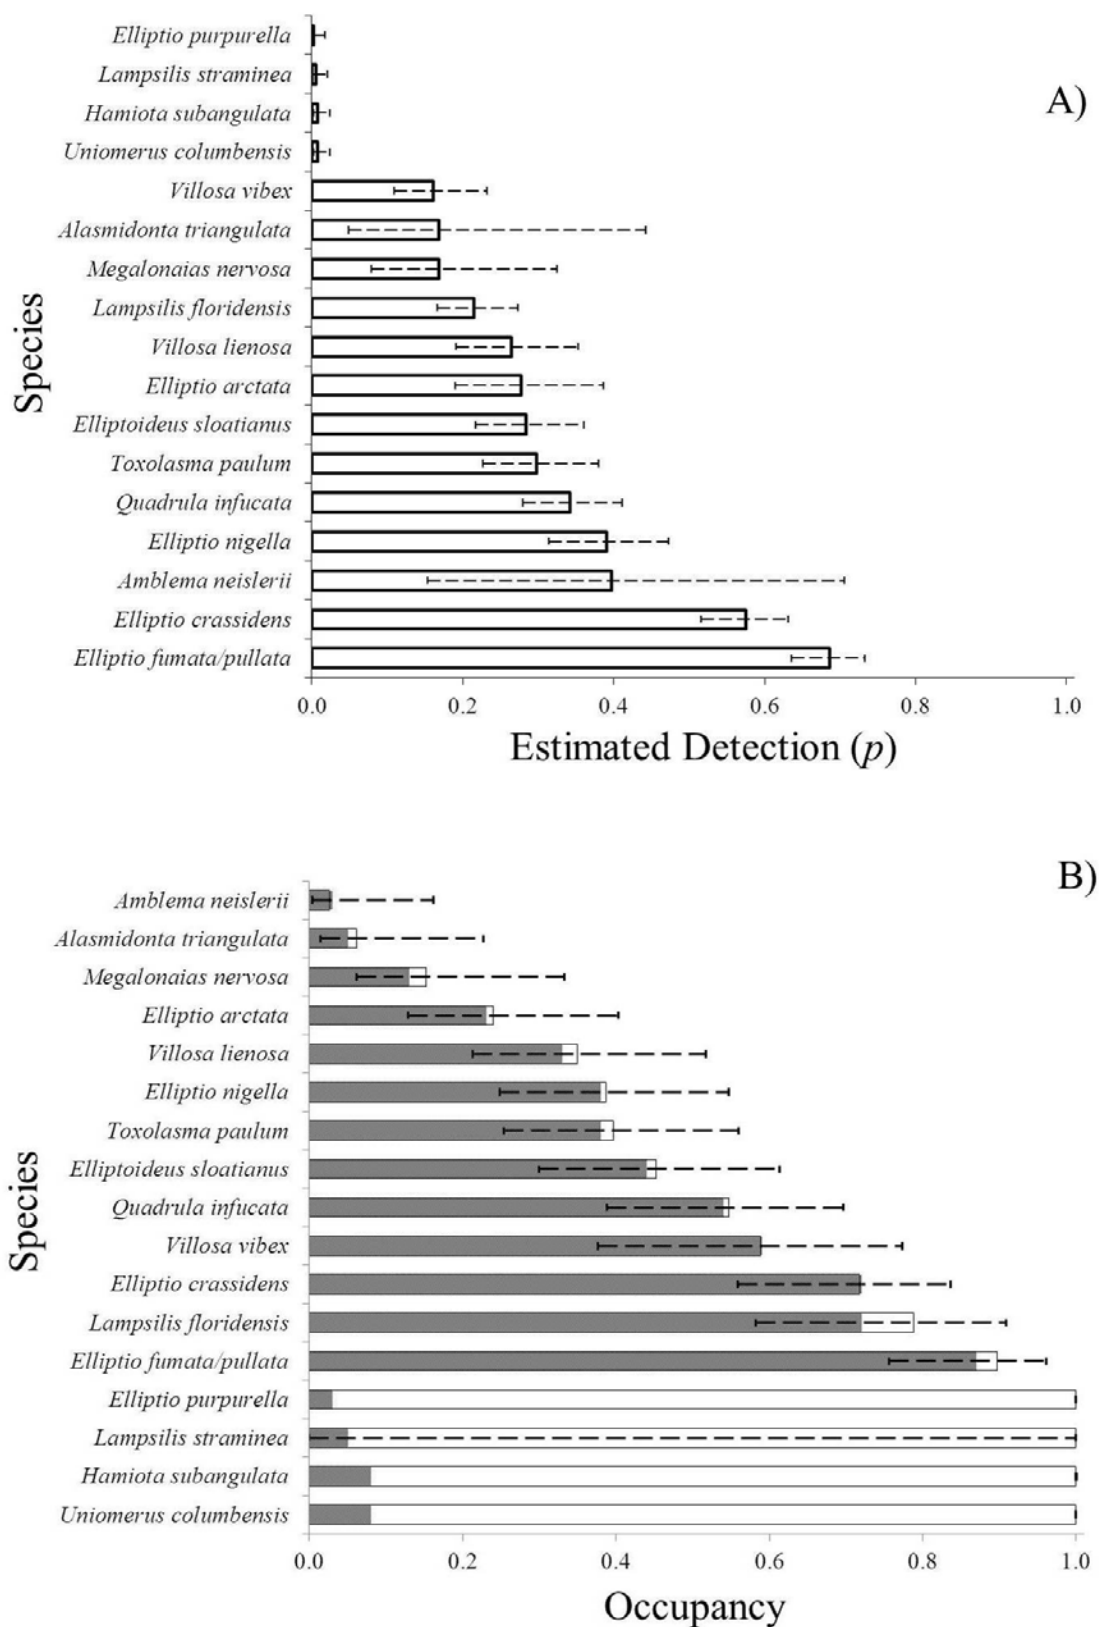 Elliptio purpurella
Lampsilis straminea
A)
Hamiota subangulata
Uniomerus columbensis
Villosa vibex
Alasmidonta triangulata
Megalonaias nervosa
Lampsilis floridensis
Species
Villosa lienosa
Elliptio arctata
Elliptoideus sloatianus
Toxolasma paulum
Quadrula infucata
Elliptio nigella
Amblema neislerii
Elliptio crassidens
Elliptio fumata/pullata
0.0 0.2 0.4 0.6 0.8 1.0
Estimated Detection (p)
B)
Amblema neislerii
Alasmidonta triangulata
Megalonaias nervosa
Elliptio arctata
Villosa lienosa
Elliptio nigella
Toxolasma paulum
Elliptoideus sloatianus
Species
Quadrula infucata
Villosa vibex
Elliptio crassidens
Lampsilis floridensis
Elliptio fumata/pullata
Elliptio purpurella
Lampsilis straminea
Hamiota subangulata
Uniomerus columbensis
0.0 0.2 0.4 0.6 0.8 1.0
Occupancy